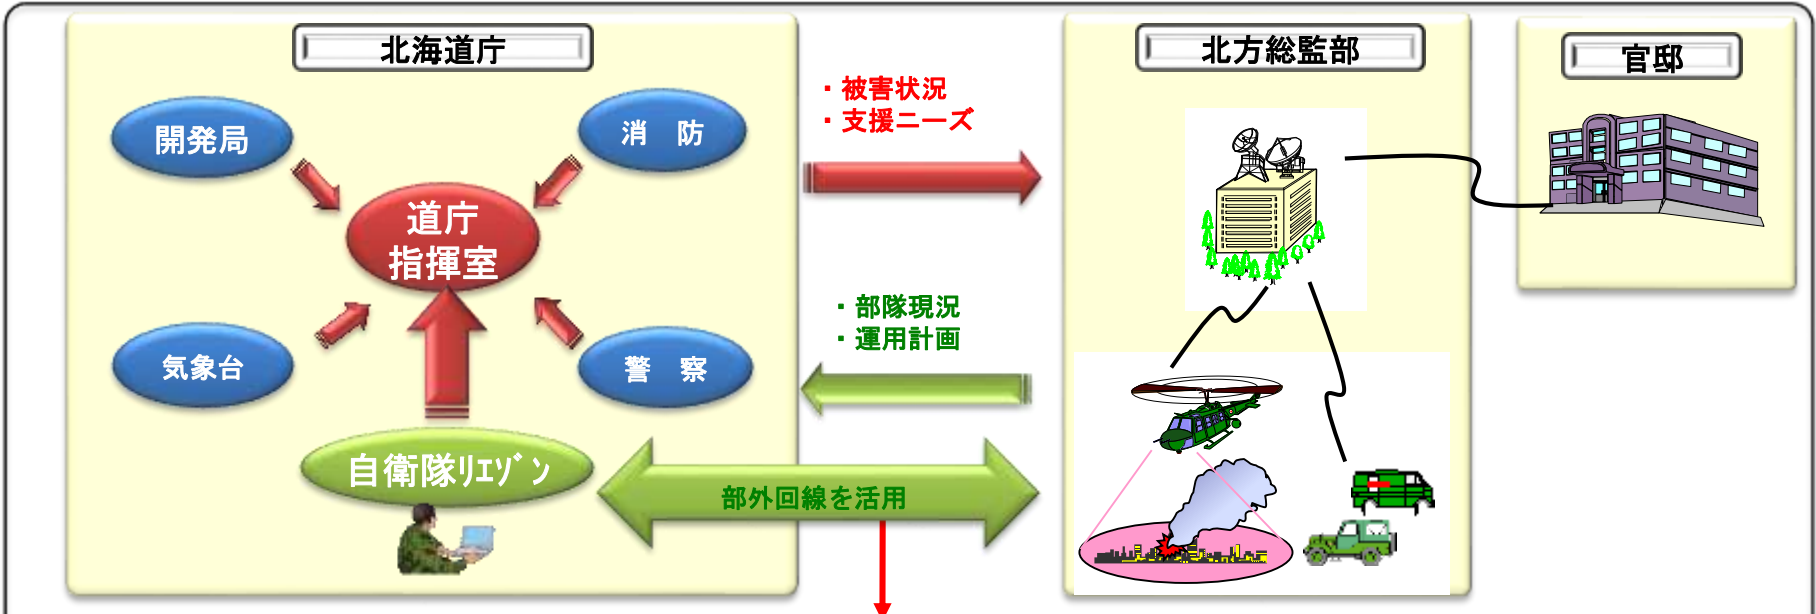 北海道庁
北方総監部
官邸
開発局
消　防
道庁
指揮室
気象台
警　察
自衛隊ﾘｴｿﾞﾝ
・被害状況
・支援ニーズ
・部隊現況
・運用計画
部外回線を活用